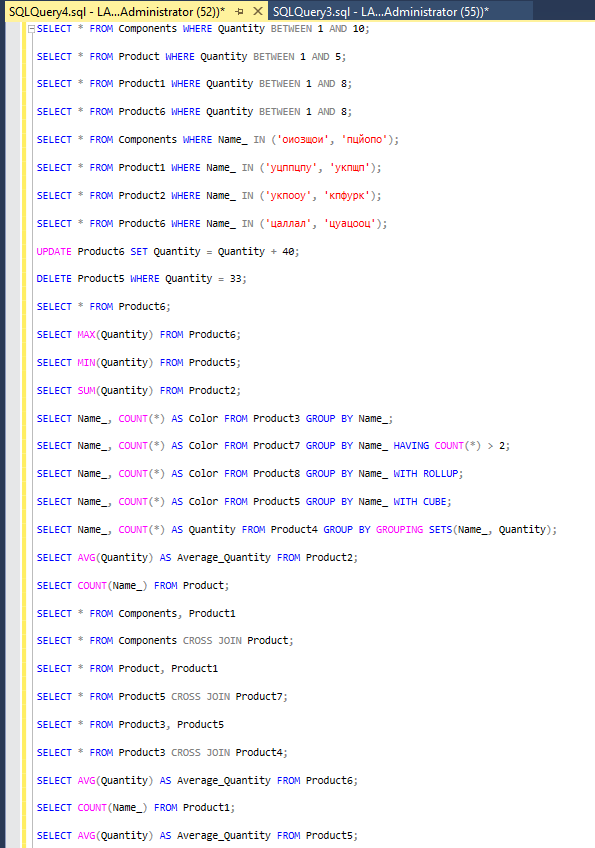 SQLQuery4.sql - LA...Administrator (52))* SQLQuery3.sql - LA...Administrator (55))*
SELECT * FROM Components WHERE Quantity BETWEEN 1 AND 10;
SELECT * FROM Product WHERE Quantity BETWEEN 1 AND 5;
SELECT * FROM Product1 WHERE Quantity BETWEEN 1 AND 8;
SELECT * FROM Product6 WHERE Quantity BETWEEN 1 AND 8;
SELECT * FROM Components WHERE Name_ IN ('оиозщои', 'пцйопо');
SELECT * FROM Product1 WHERE Name_ IN ('уцппцпу', 'укпщп');
SELECT * FROM Product2 WHERE Name_ IN ('укпооу', 'кпфурк');
SELECT * FROM Product6 WHERE Name_ IN ('цаллал', 'цуацооц');
UPDATE Product6 SET Quantity = Quantity + 40;
DELETE Product5 WHERE Quantity = 33;
SELECT * FROM Product6;
SELECT MAX(Quantity) FROM Product6;
SELECT MIN(Quantity) FROM Product5;
SELECT SUM(Quantity) FROM Product2;
SELECT Name_, COUNT(*) AS Color FROM Product3 GROUP BY Name_;
SELECT Name_, COUNT(*) AS Color FROM Product7 GROUP BY Name_ HAVING COUNT(*) > 2;
SELECT Name_, COUNT(*) AS Color FROM Product8 GROUP BY Name_ WITH ROLLUP;
SELECT Name_, COUNT(*) AS Color FROM Product5 GROUP BY Name_ WITH CUBE;
SELECT Name_, COUNT(*) AS Quantity FROM Product4 GROUP BY GROUPING SETS(Name_, Quantity);
SELECT AVG(Quantity) AS Average_Quantity FROM Product2;
SELECT COUNT(Name_) FROM Product;
SELECT * FROM Components, Product1
SELECT * FROM Components CROSS JOIN Product;
SELECT * FROM Product, Product1
SELECT * FROM Product5 CROSS JOIN Product7;
SELECT * FROM Product3, Product5
SELECT * FROM Product3 CROSS JOIN Product4;
SELECT AVG(Quantity) AS Average_Quantity FROM Product6;
SELECT COUNT(Name_) FROM Product1;
SELECT AVG(Quantity) AS Average_Quantity FROM Product5;